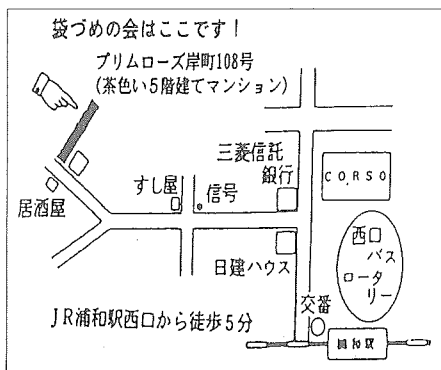 袋づめの会はここです!
プリムローズ岸町108号
(茶色い5階建てマンション)
三菱信託
銀行
CORSO
すし屋
信号
居酒屋
西口
バス
ロータ
リー
日建ハウス
交番
JR浦和駅西口から徒歩5分
浦和駅